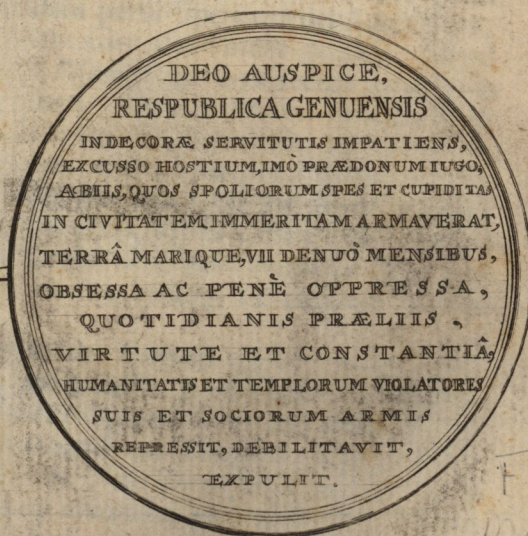 DEO AUSPICE,
RESPUBLICA GENUENSIS
INDECORÆ SERVITUTIS IMPATIENS,
EXCUSSO HOSTIUM, IMÒ PRÆDONUM IUGO,
ABIIS, QUOS SPOLIORUM SPES ET CUPIDITAS
IN CIVITATEM, IMMERITAM ARMAVERAT,
TERRÂ MARIQUE, VII DENUÒ MENSIBUS,
OBSESSA AC PENÈ OPPRESSA,
QUOTIDIANIS PRÆLIIS,
VIRTUTE ET CONSTANTIÂ,
HUMANITATIS ET TEMPLORUM VIOLATORES
SUIS ET SOCIORUM ARMIS
REPRESSIT, DEBILITAVIT,
EXPULIT.